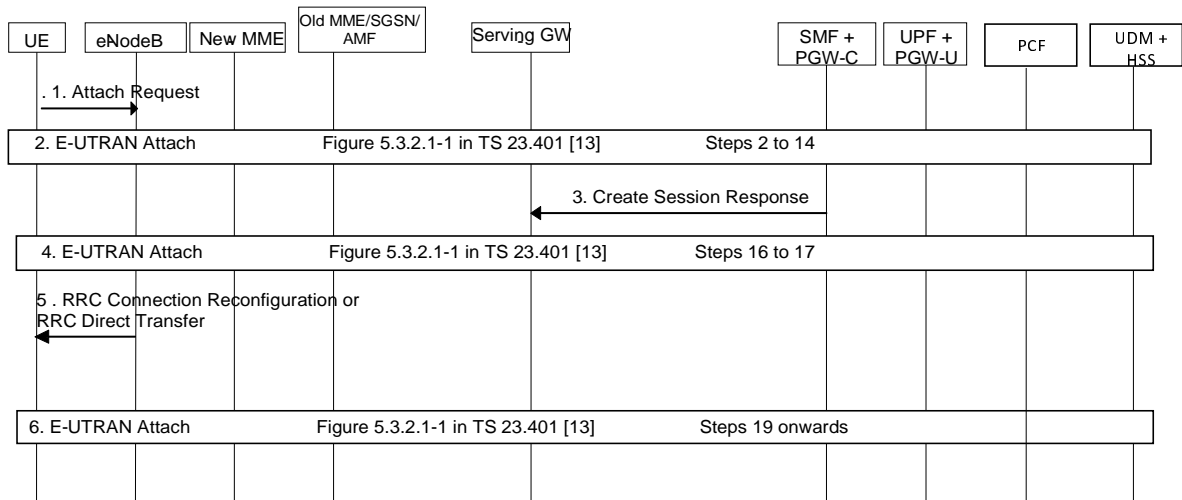 UE
eNodeB
New MME
Old MME/SGSN/
AMF
Serving GW
SMF +
PGW-C
UPF +
PGW-U
PCF
UDM +
HSS
. 1. Attach Request
2. E-UTRAN Attach Figure 5.3.2.1-1 in TS 23.401 [13] Steps 2 to 14
3. Create Session Response
4. E-UTRAN Attach Figure 5.3.2.1-1 in TS 23.401 [13] Steps 16 to 17
5 . RRC Connection Reconfiguration or
RRC Direct Transfer
6. E-UTRAN Attach Figure 5.3.2.1-1 in TS 23.401 [13] Steps 19 onwards